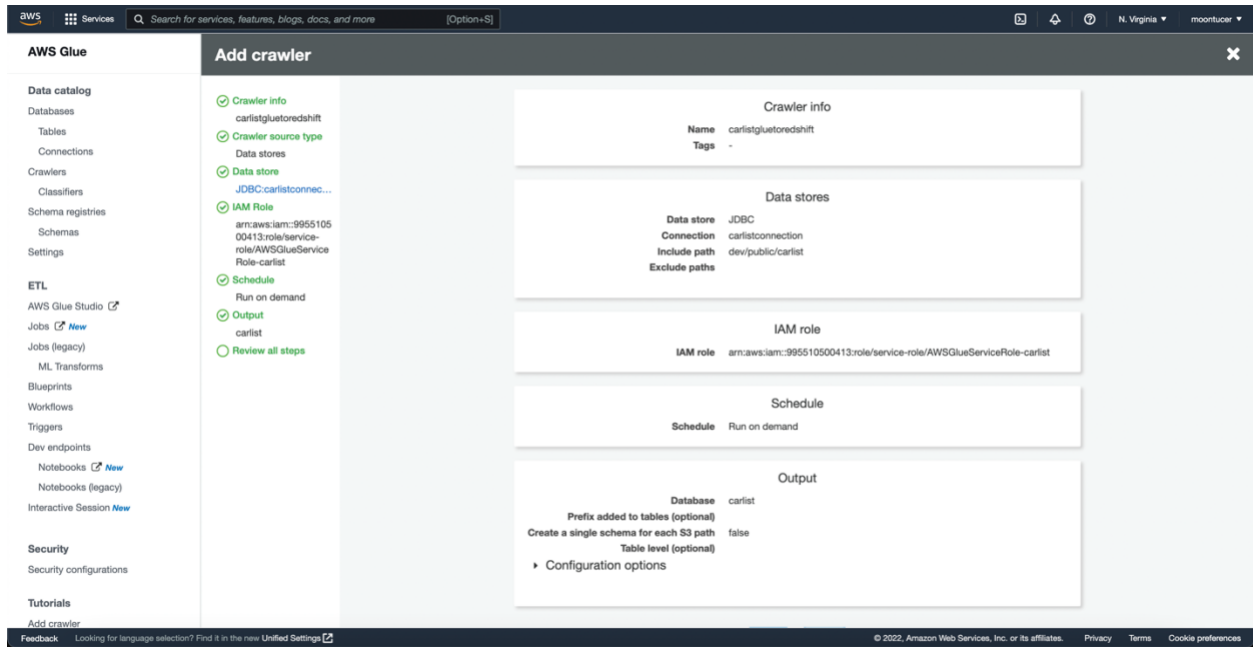 aws
Services
Search for services, features, blogs, docs, and more
[Option+S]
N. Virginia
moontucer
AWS Glue
Data catalog
Databases
Tables
Connections
Crawlers
Classifiers
Schema registries
Schemas
Settings
ETL
AWS Glue Studio
Jobs New
Jobs (legacy)
ML Transforms
Blueprints
Workflows
Triggers
Dev endpoints
Notebooks New
Notebooks (legacy)
Interactive Session New
Security
Security configurations
Tutorials
Add crawler
Add crawler
Crawler info
carlistgluetoredshift
Crawler source type
Data stores
Data store
JDBC:carlistconnec...
IAM Role
arn:aws:iam::9955105
00413:role/service-
role/AWSGlueService
Role-carlist
Schedule
Run on demand
Output
carlist
Review all steps
Crawler info
Name carlistgluetoredshift
Tags -
Data stores
Data store JDBC
Connection carlistconnection
Include path dev/public/carlist
Exclude paths
IAM role
IAM role arn:aws:iam::995510500413:role/service-role/AWSGlueServiceRole-carlist
Schedule
Schedule Run on demand
Output
Database carlist
Prefix added to tables (optional)
Create a single schema for each S3 path false
Table level (optional)
Configuration options
Feedback Looking for language selection? Find it in the new Unified Settings
© 2022, Amazon Web Services, Inc. or its affiliates. Privacy Terms Cookie preferences